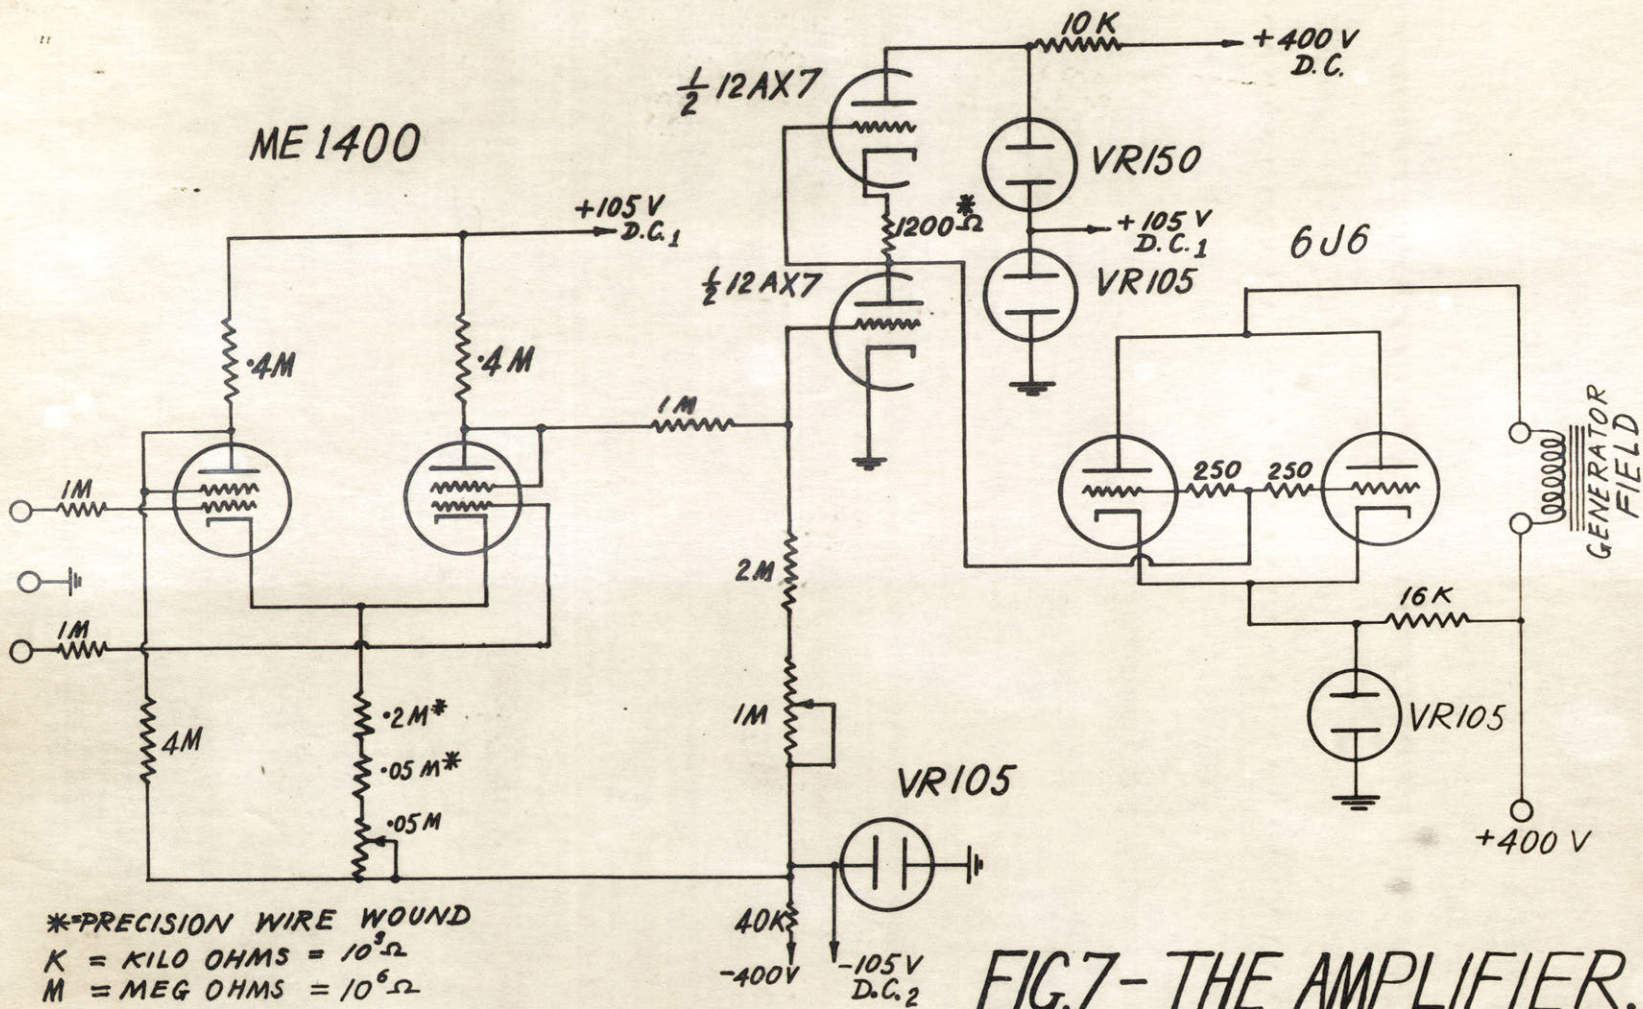 10 K
+400 V
D.C.
½ 12AX7
ME 1400
VR150
+105 V
D.C.1
1200 Ω *
+105 V
D.C.1
6J6
½ 12AX7
VR105
.4M
.4M
1M
GENERATOR
FIELD
250
250
1M
2M
16K
1M
.2M*
1M
VR105
4M
.05M*
VR105
.05M
+400 V
*=PRECISION WIRE WOUND
K = KILO OHMS = 10³Ω
M = MEG OHMS = 10⁶Ω
40K
-400V
-105 V
D.C.2
FIG.7- THE AMPLIFIER.